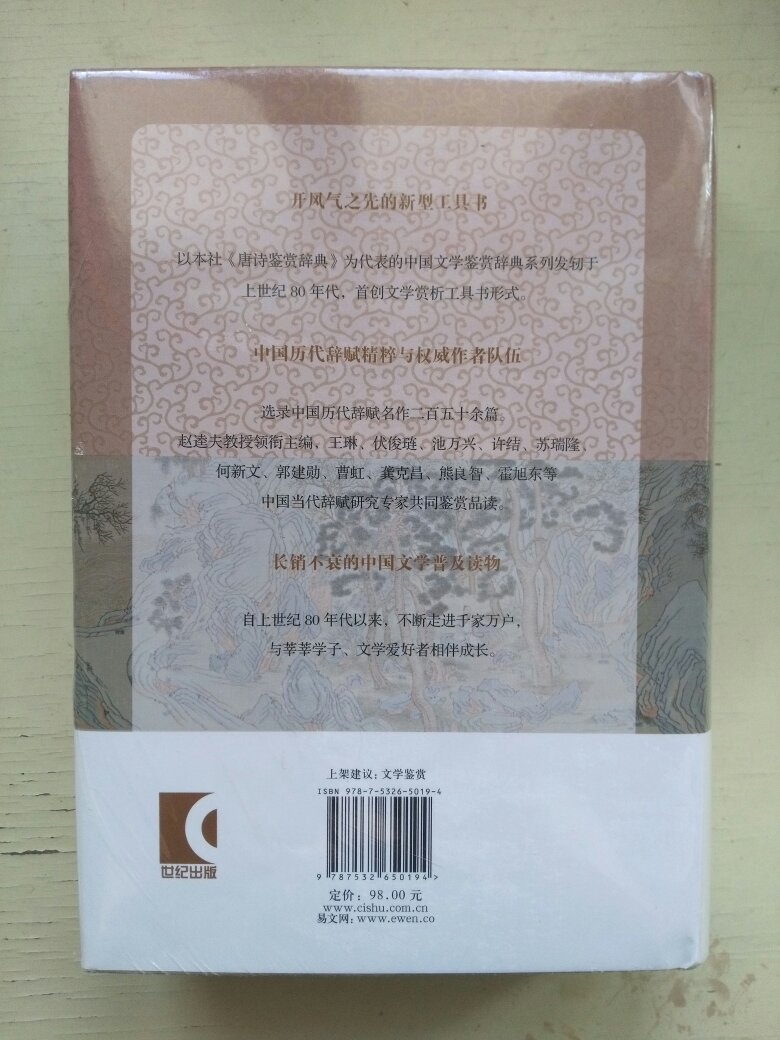 开风气之先的新型工具书
以本社《唐诗鉴赏辞典》为代表的中国文学鉴赏辞典系列发轫于
上世纪80年代，首创文学赏析工具书形式。
中国历代辞赋精粹与权威作者队伍
选录中国历代辞赋名作二百五十余篇。
赵逵夫教授领衔主编，王琳、伏俊琏、池万兴、许结、苏瑞隆、
何新文、郭建勋、曹虹、龚克昌、熊良智、霍旭东等
中国当代辞赋研究专家共同鉴赏品读。
长销不衰的中国文学普及读物
自上世纪80年代以来，不断走进千家万户，
与莘莘学子、文学爱好者相伴成长。
上架建议：文学鉴赏
ISBN 978-7-5326-5019-4
9 787532 650194 >
定价：98.00元
www.cishu.com.cn
易文网：www.ewen.co
世纪出版